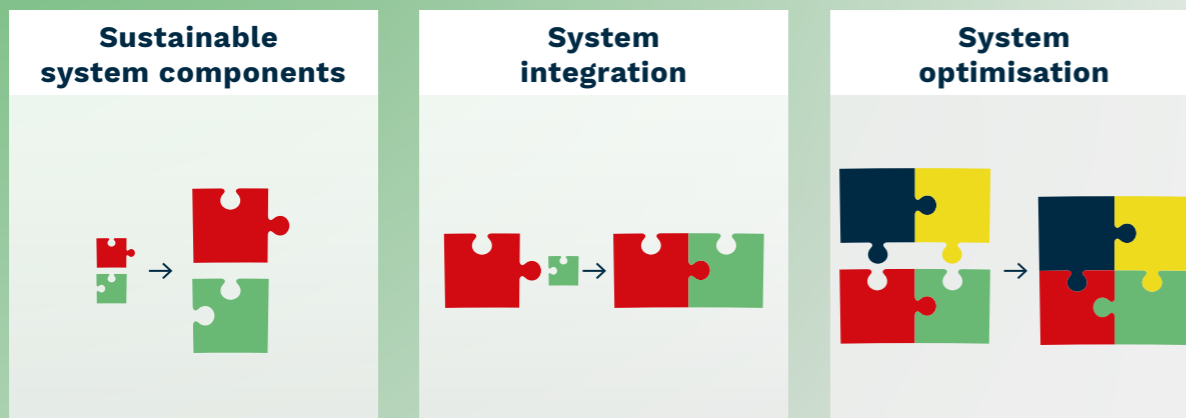 Sustainable
system components
System
integration
System
optimisation